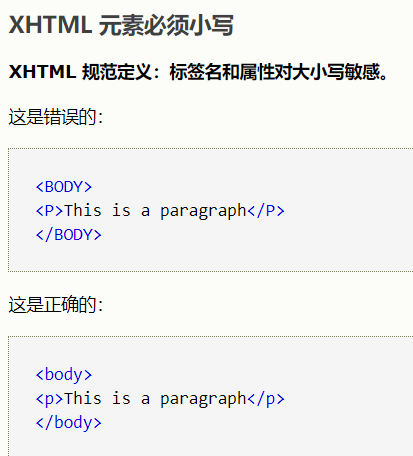 XHTML 元素必须小写
XHTML 规范定义：标签名和属性对大小写敏感。
这是错误的：
<BODY>
<P>This is a paragraph</P>
</BODY>
这是正确的：
<body>
<p>This is a paragraph</p>
</body>